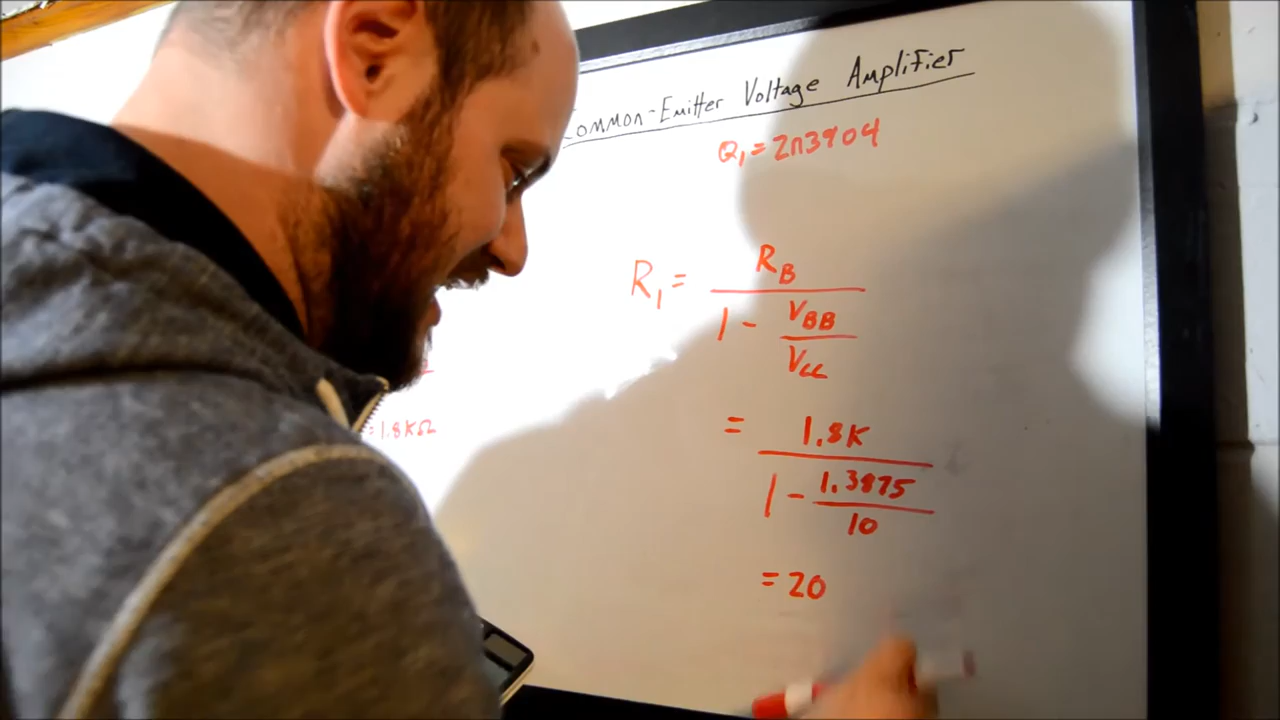 Common-Emitter Voltage Amplifier
Q1 = 2n3904
R1 = RB
1 - VBB
VCC
= 1.8K
1 - 1.3875
10
= 20
=1.8KΩ